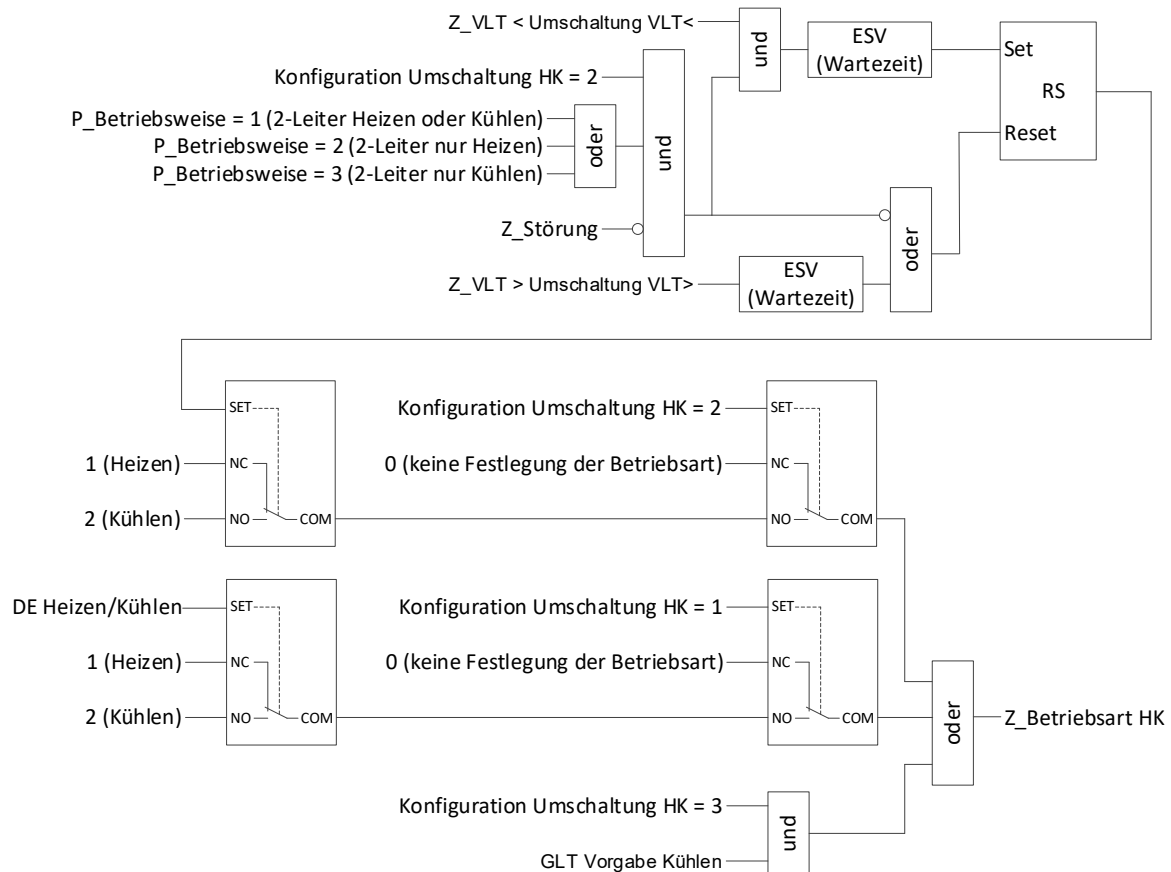 Z_VLT < Umschaltung VLT<
und
ESV
(Wartezeit)
Set
RS
Reset
Konfiguration Umschaltung HK = 2
P_Betriebsweise = 1 (2-Leiter Heizen oder Kühlen)
P_Betriebsweise = 2 (2-Leiter nur Heizen)
P_Betriebsweise = 3 (2-Leiter nur Kühlen)
oder
und
Z_Störung
oder
Z_VLT > Umschaltung VLT>
ESV
(Wartezeit)
SET
Konfiguration Umschaltung HK = 2
SET
1 (Heizen)
NC
0 (keine Festlegung der Betriebsart)
NC
2 (Kühlen)
NO
COM
NO
COM
DE Heizen/Kühlen
SET
Konfiguration Umschaltung HK = 1
SET
1 (Heizen)
NC
0 (keine Festlegung der Betriebsart)
NC
2 (Kühlen)
NO
COM
NO
COM
oder
Z_Betriebsart HK
Konfiguration Umschaltung HK = 3
und
GLT Vorgabe Kühlen